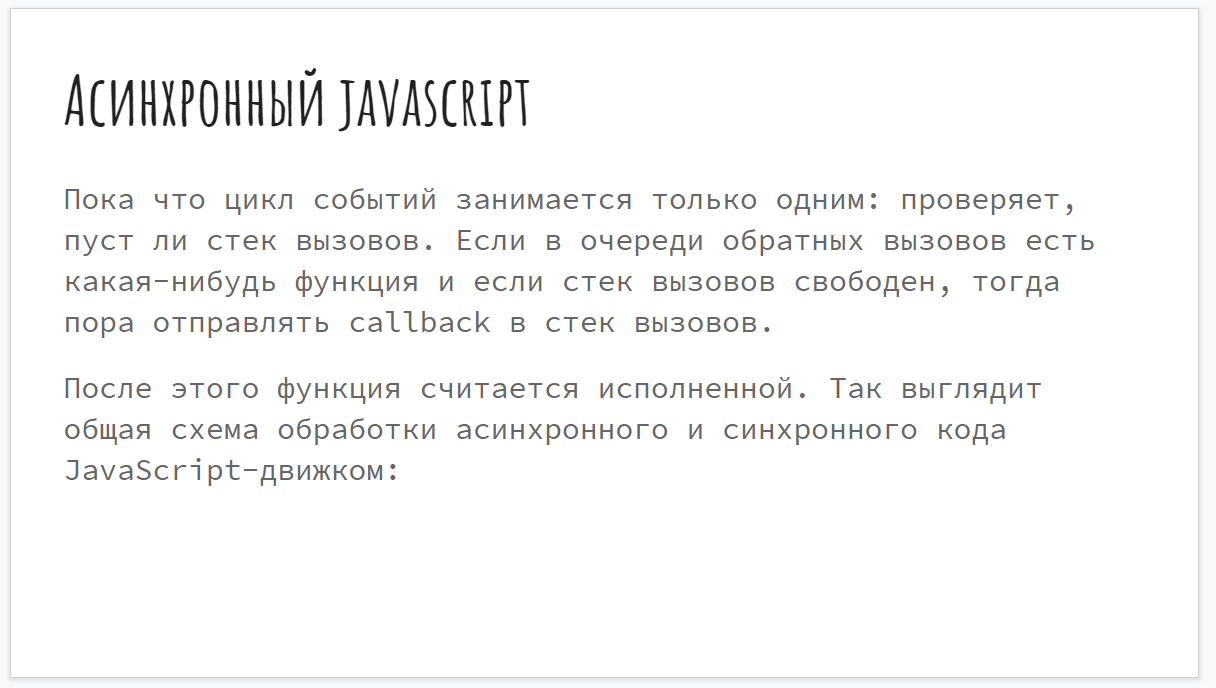 Асинхронный javascript
Пока что цикл событий занимается только одним: проверяет,
пуст ли стек вызовов. Если в очереди обратных вызовов есть
какая-нибудь функция и если стек вызовов свободен, тогда
пора отправлять callback в стек вызовов.
После этого функция считается исполненной. Так выглядит
общая схема обработки асинхронного и синхронного кода
JavaScript-движком: